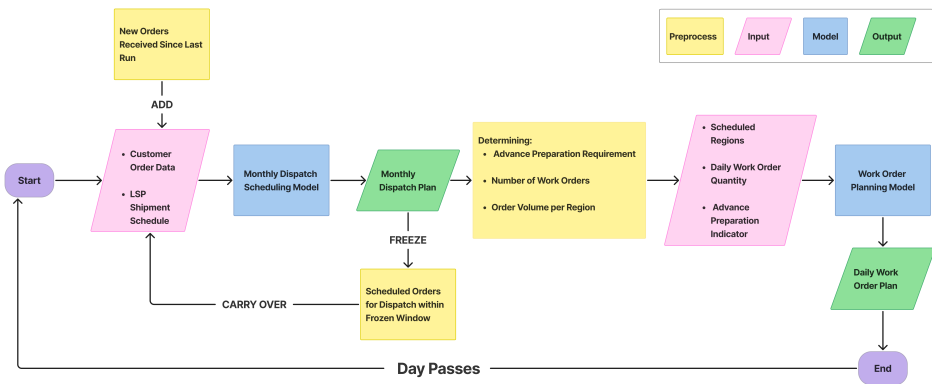 New Orders
Received Since Last
Run
Preprocess
Input
Model
Output
ADD
Start
• Customer
Order Data
• LSP
Shipment
Schedule
Monthly Dispatch
Scheduling Model
Monthly
Dispatch Plan
Determining:
• Advance Preparation Requirement
• Number of Work Orders
• Order Volume per Region
• Scheduled
Regions
• Daily Work Order
Quantity
• Advance
Preparation
Indicator
Work Order
Planning Model
FREEZE
Scheduled Orders
for Dispatch within
Frozen Window
CARRY OVER
Daily Work
Order Plan
Day Passes
End